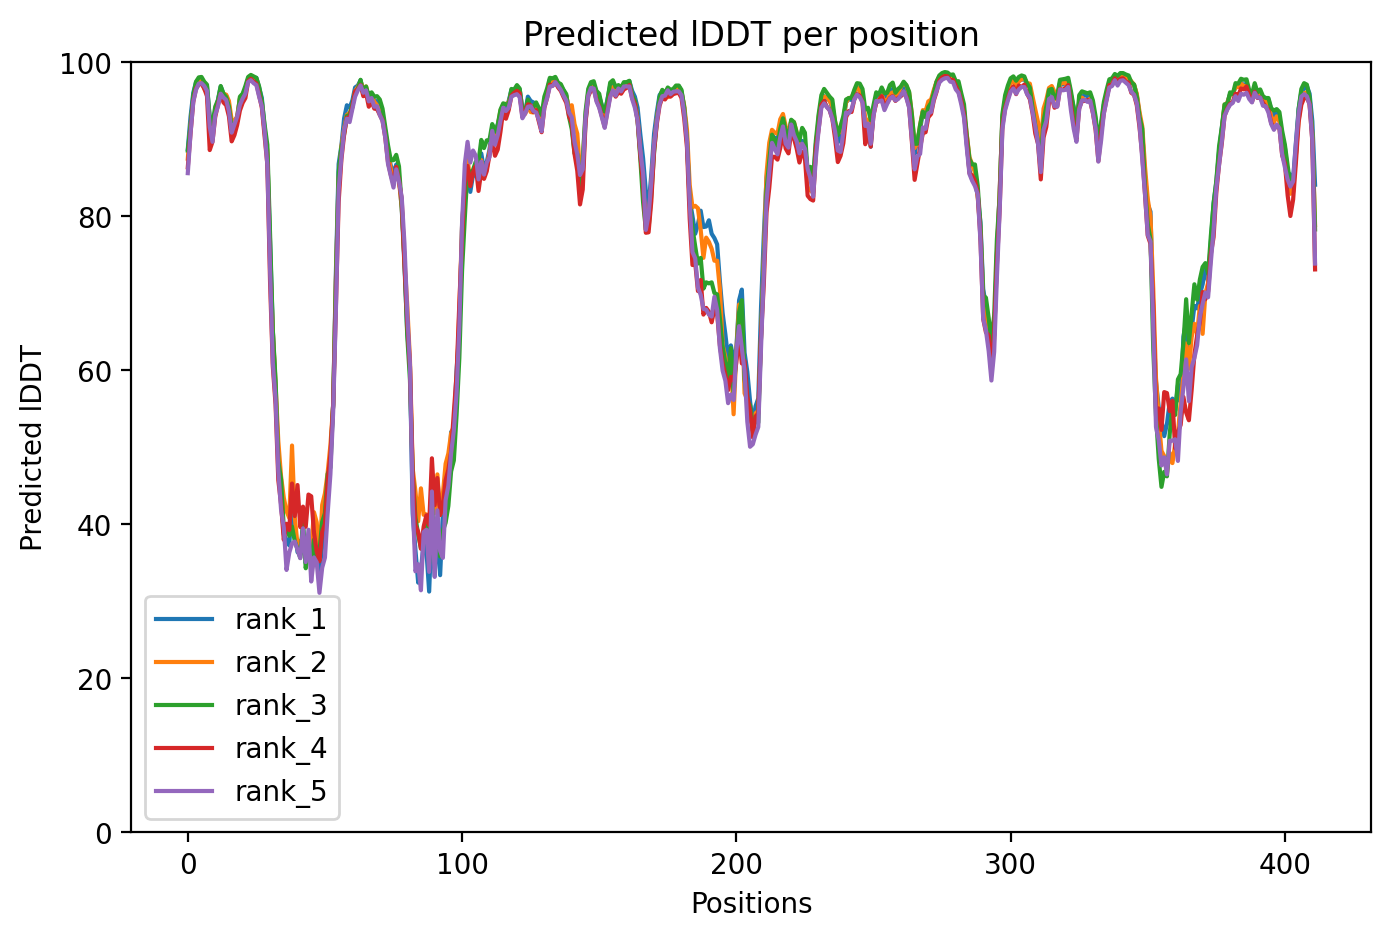 Predicted lDDT per position
100
80
60
40
20
0
Predicted lDDT
rank_1
rank_2
rank_3
rank_4
rank_5
0 100 200 300 400
Positions